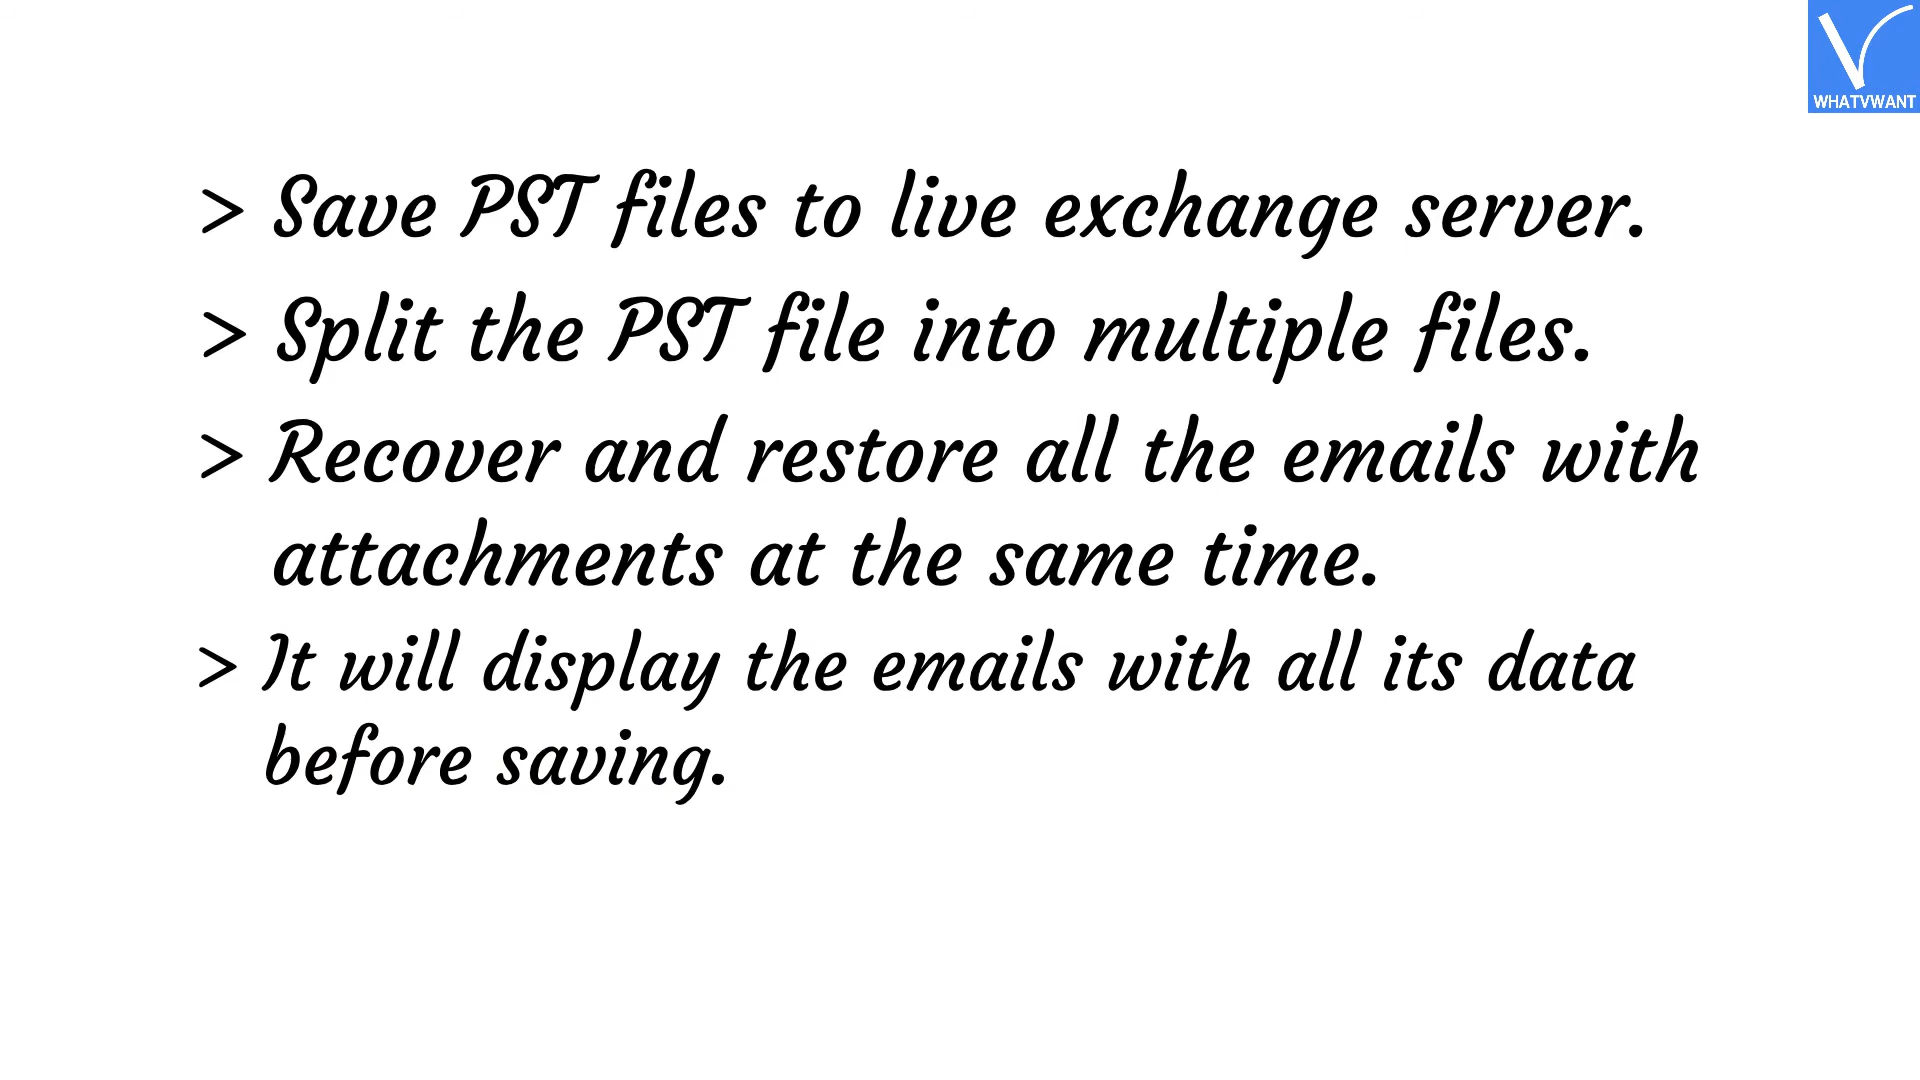 WHATVWANT
> Save PST files to live exchange server.
> Split the PST file into multiple files.
> Recover and restore all the emails with
attachments at the same time.
> It will display the emails with all its data
before saving.